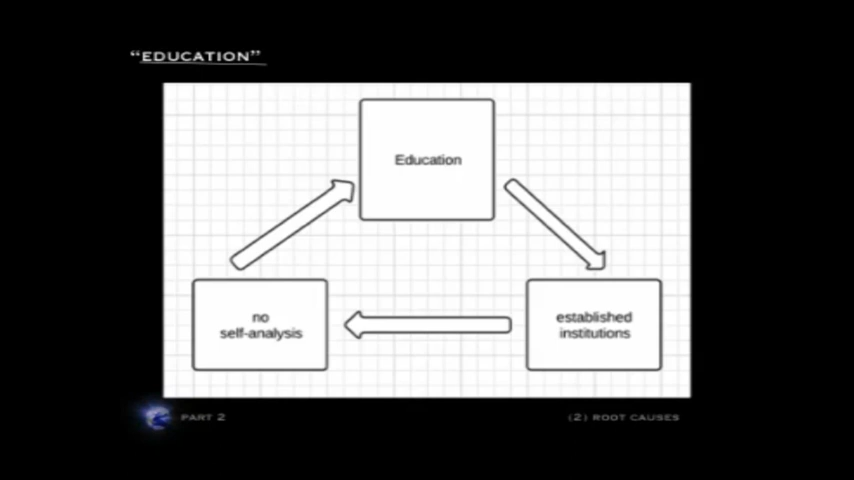 “EDUCATION”
Education
no
self-analysis
established
institutions
PART 2
(2) ROOT CAUSES